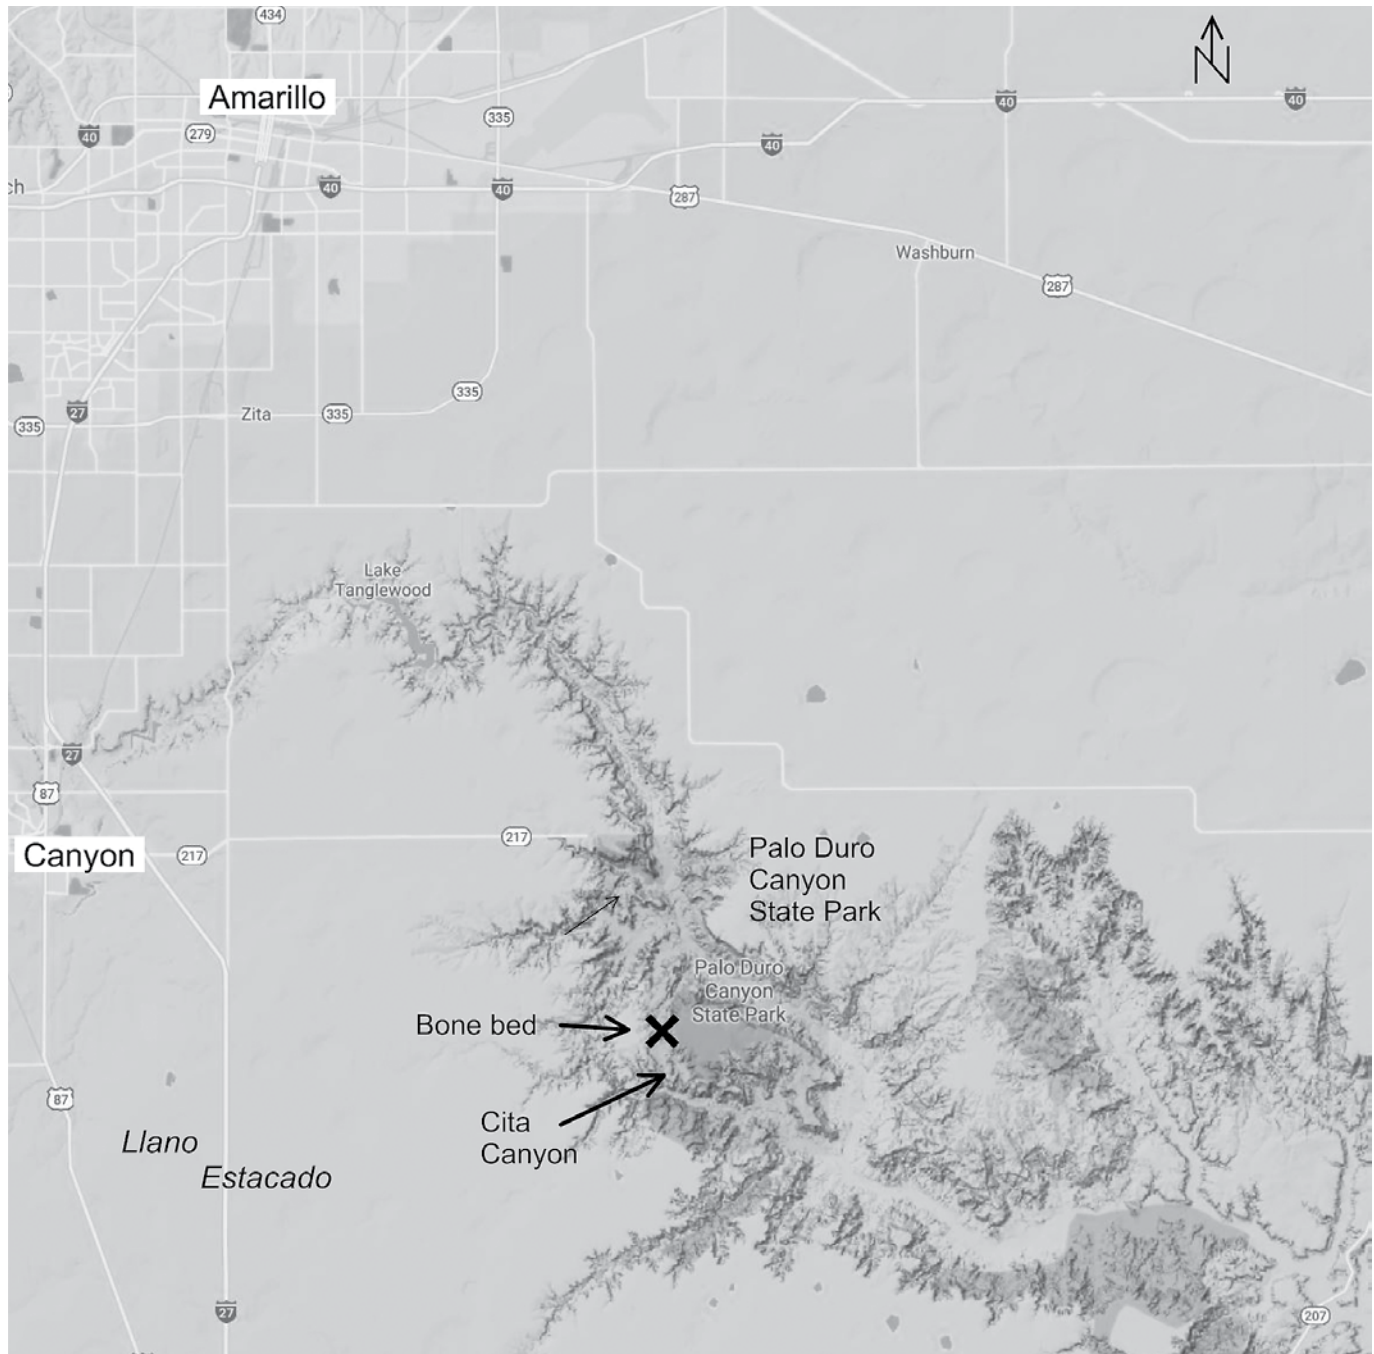 434
N
Amarillo
335
40
40
40
279
40
ch
40
40
287
Washburn
287
335
27
Zita
335
335
Lake
Tanglewood
27
87
217
217
Canyon
Palo Duro
Canyon
State Park
Palo Duro
Canyon
State Park
Bone bed
87
Cita
Canyon
Llano
Estacado
27
207